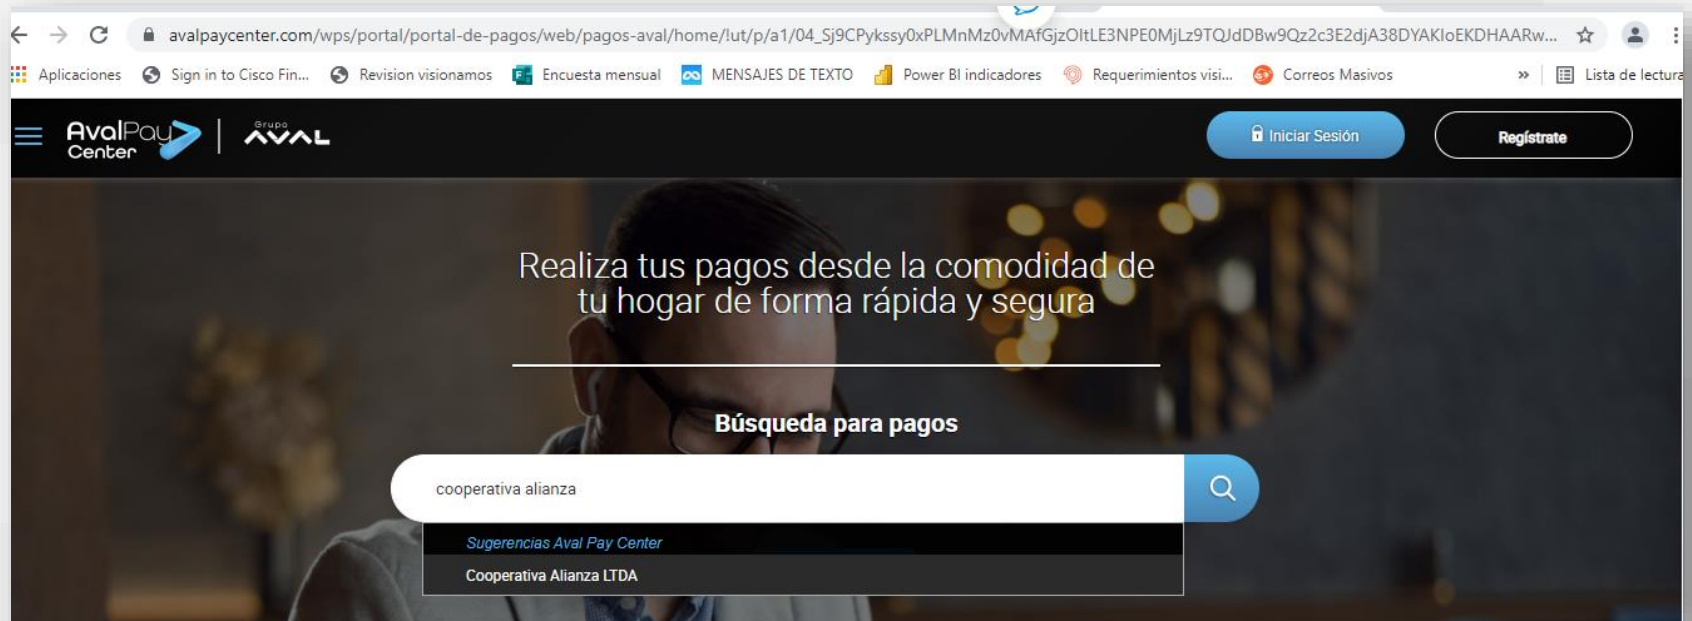 avalpaycenter.com/wps/portal/portal-de-pagos/web/pagos-aval/home/!ut/p/a1/04_Sj9CPykssy0xPLMnMz0vMAfGjzOItLE3NPE0MjLz9TQJdDBw9Qz2c3E2djA38DYAKIoEKDHAARw...
Aplicaciones Sign in to Cisco Fin... Revision visionamos Encuesta mensual MENSAJES DE TEXTO Power BI indicadores Requerimientos visi... Correos Masivos » Lista de lectura
AvalPay
Center
Grupo
AVAL
Iniciar Sesión
Regístrate
Realiza tus pagos desde la comodidad de
tu hogar de forma rápida y segura
Búsqueda para pagos
cooperativa alianza
Sugerencias Aval Pay Center
Cooperativa Alianza LTDA